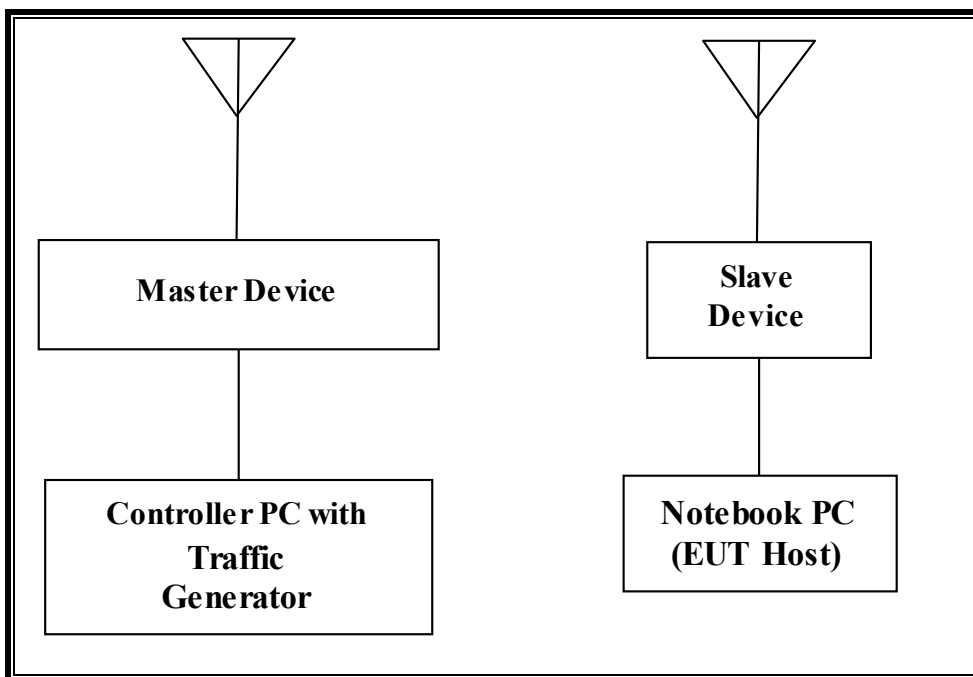 Master Device
Slave
Device
Controller PC with
Traffic
Generator
Notebook PC
(EUT Host)